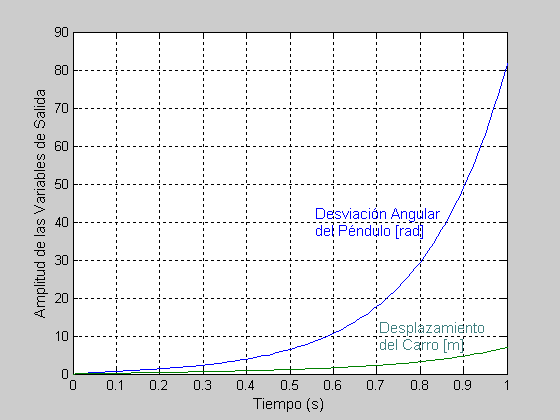 90
80
70
60
50
40
30
20
10
0
Amplitud de las Variables de Salida
Desviación Angular
del Péndulo [rad]
Desplazamiento
del Carro [m]
0 0.1 0.2 0.3 0.4 0.5 0.6 0.7 0.8 0.9 1
Tiempo (s)